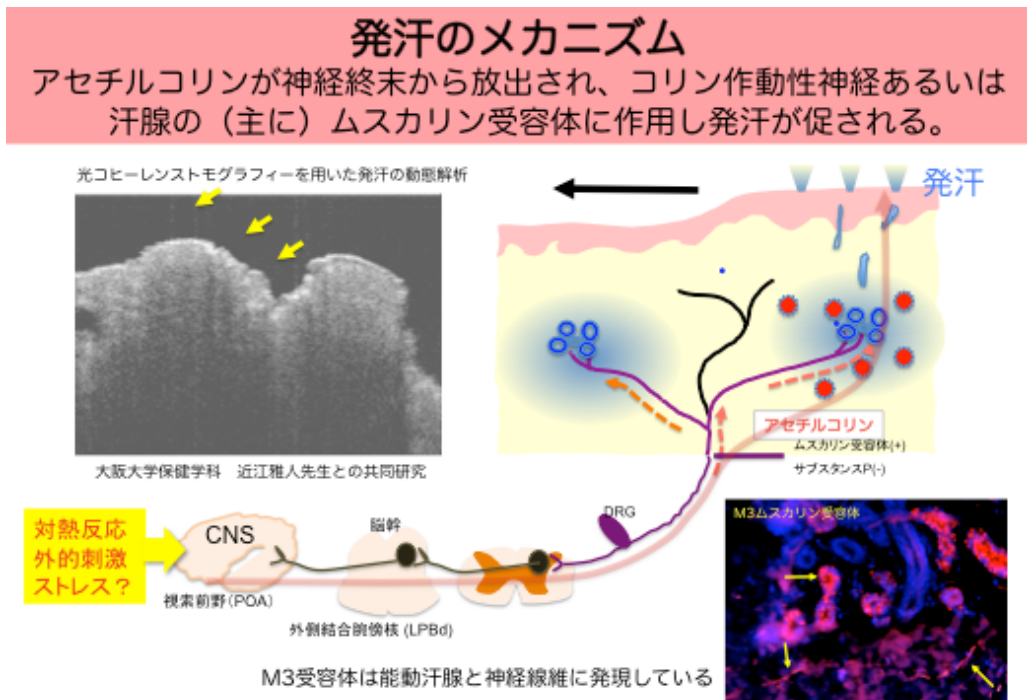 発汗のメカニズム
アセチルコリンが神経終末から放出され、コリン作動性神経あるいは
汗腺の（主に）ムスカリン受容体に作用し発汗が促される。
光コヒーレンストモグラフィーを用いた発汗の動態解析
大阪大学保健学科　近江雅人先生との共同研究
発汗
アセチルコリン
ムスカリン受容体(+)
サブスタンスP(-)
対熱反応
外的刺激
ストレス？
CNS
視索前野(POA)
脳幹
外側結合腕傍核 (LPBd)
DRG
M3ムスカリン受容体
M3受容体は能動汗腺と神経線維に発現している